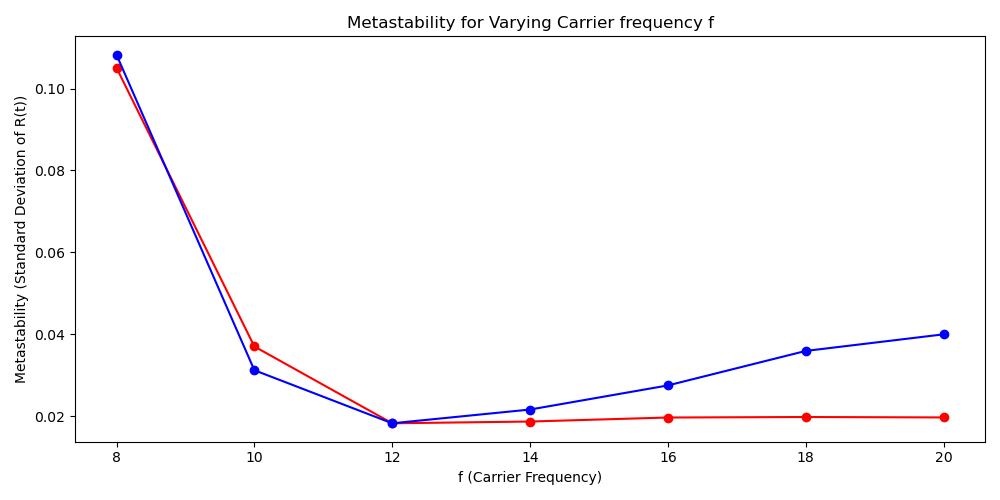 Metastability for Varying Carrier frequency f
Metastability (Standard Deviation of R(t))
0.10
0.08
0.06
0.04
0.02
8 10 12 14 16 18 20
f (Carrier Frequency)